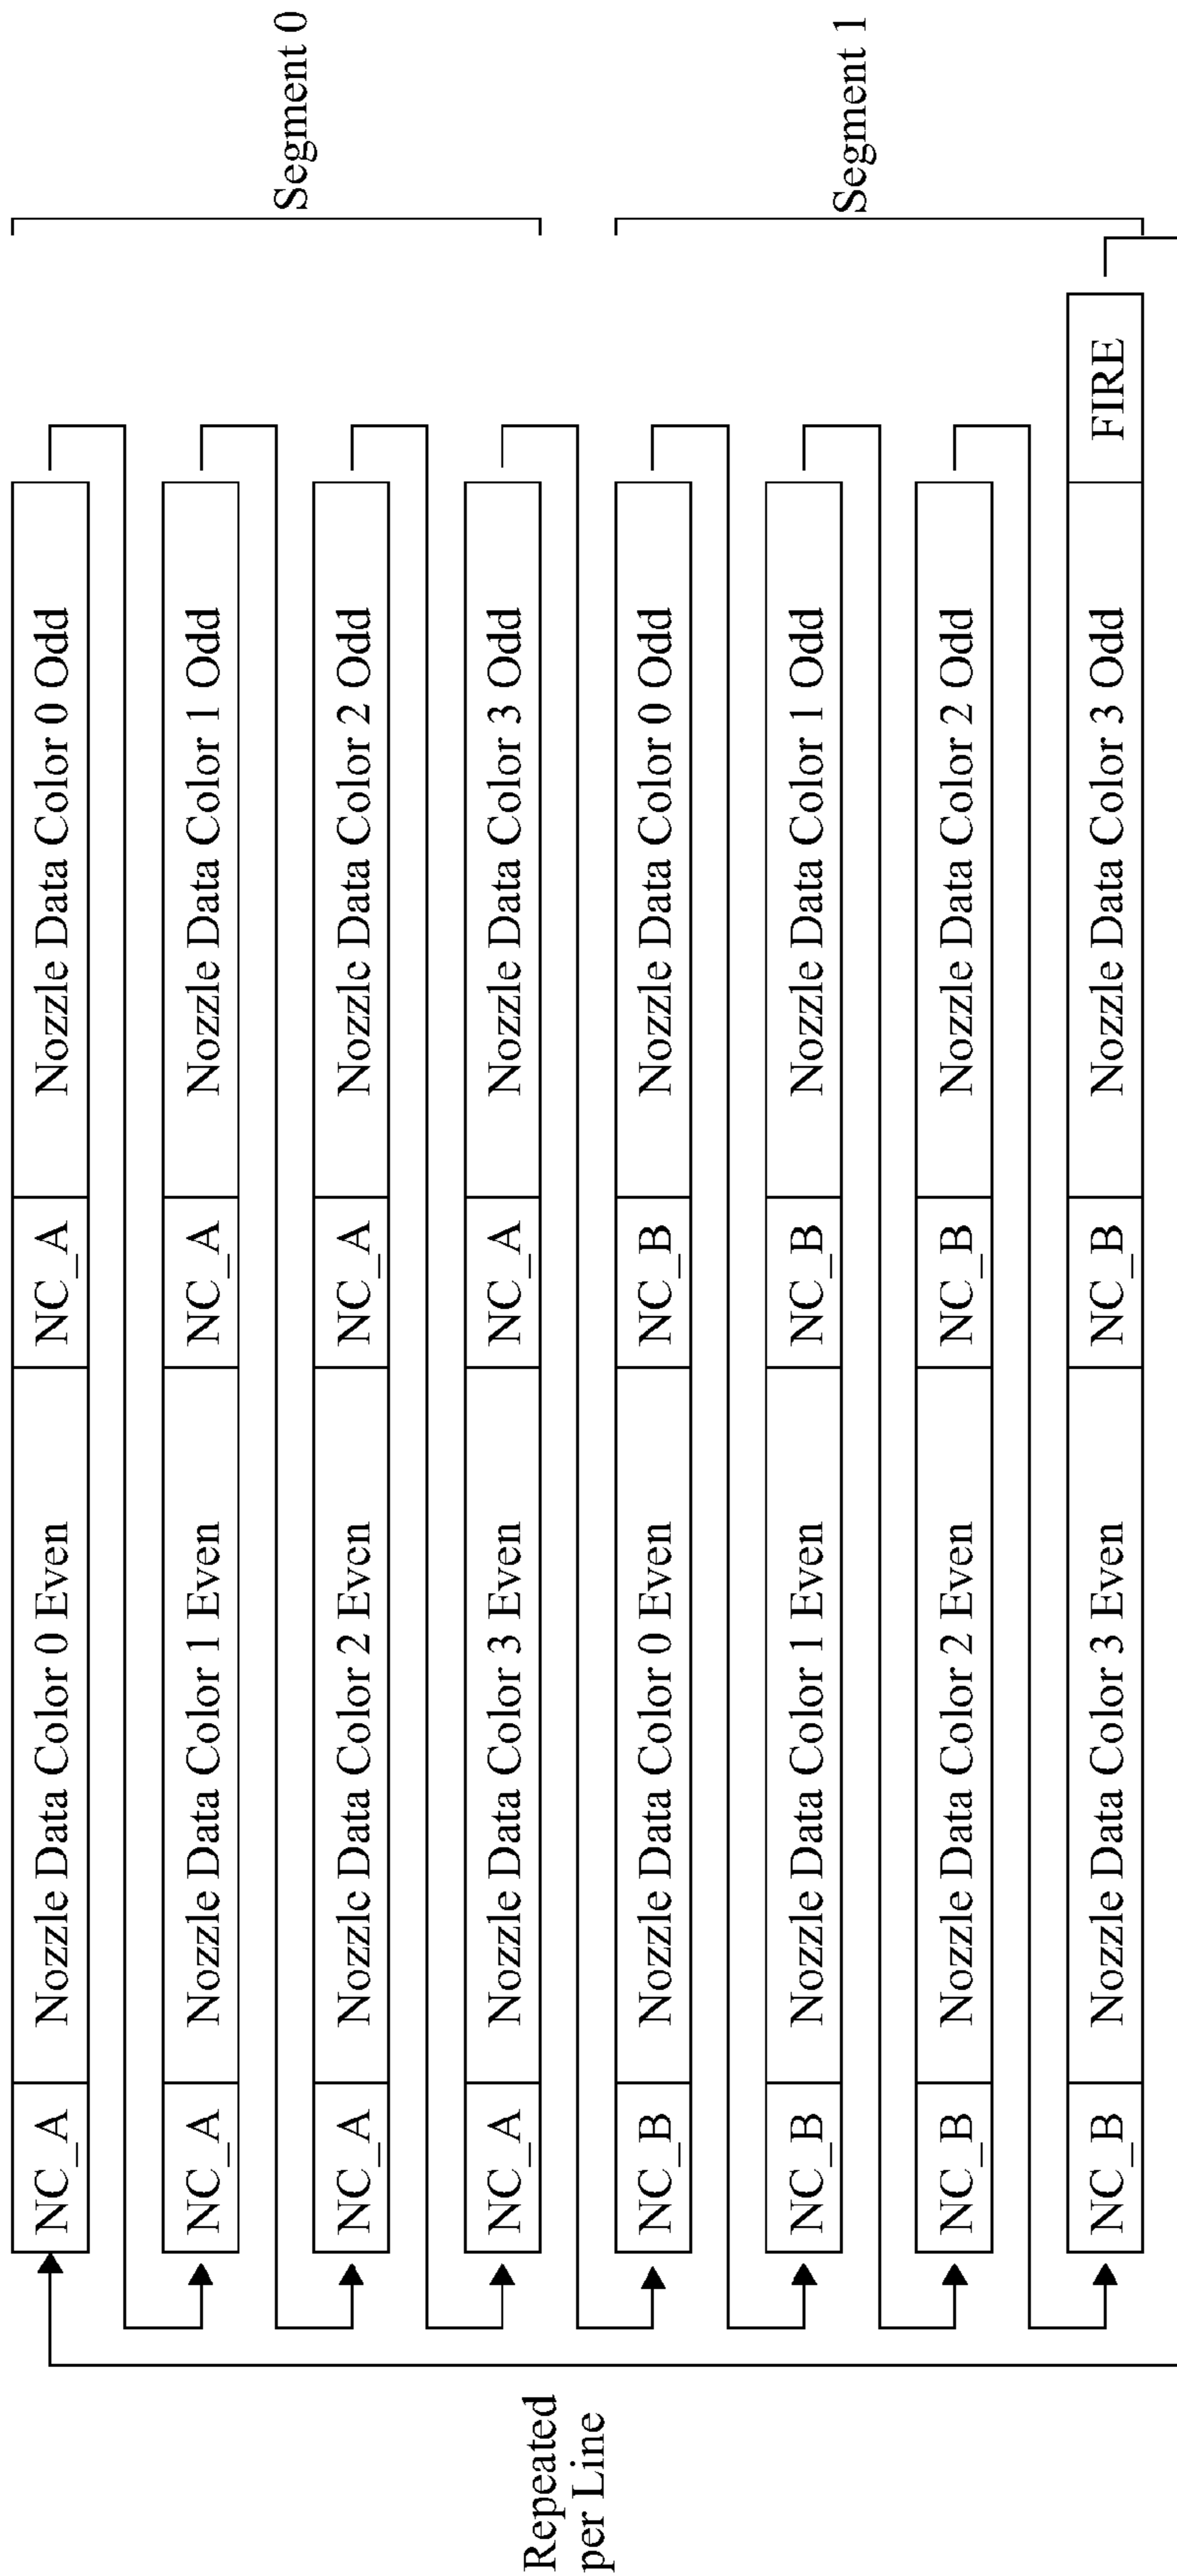 NC_A Nozzle Data Color 0 Even NC_A Nozzle Data Color 0 Odd
NC_A Nozzle Data Color 1 Even NC_A Nozzle Data Color 1 Odd
NC_A Nozzle Data Color 2 Even NC_A Nozzle Data Color 2 Odd
NC_A Nozzle Data Color 3 Even NC_A Nozzle Data Color 3 Odd
Segment 0
NC_B Nozzle Data Color 0 Even NC_B Nozzle Data Color 0 Odd
NC_B Nozzle Data Color 1 Even NC_B Nozzle Data Color 1 Odd
NC_B Nozzle Data Color 2 Even NC_B Nozzle Data Color 2 Odd
NC_B Nozzle Data Color 3 Even NC_B Nozzle Data Color 3 Odd FIRE
Segment 1
Repeated
per Line